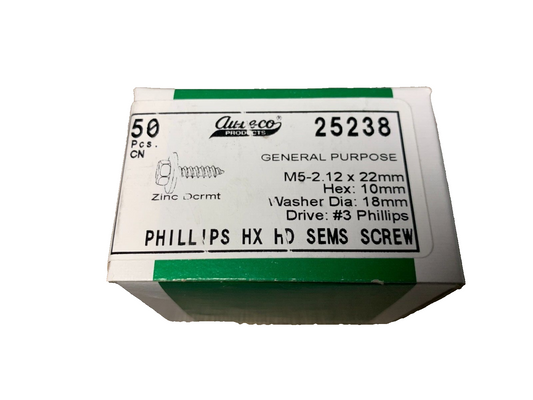 50
Pcs.
CN
Auveco®
PRODUCTS
25238
GENERAL PURPOSE
M5-2.12 x 22mm
Hex: 10mm
Washer Dia: 18mm
Drive: #3 Phillips
Zinc Dcrmt
PHILLIPS HX hD SEMS SCREW